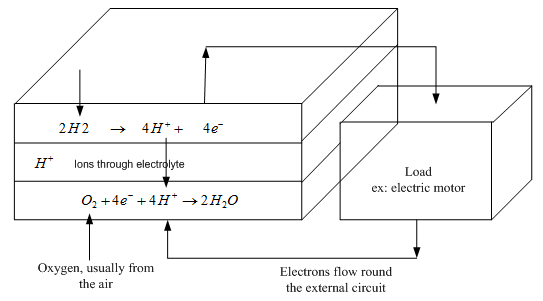 2H2 → 4H⁺ + 4e⁻
H⁺ Ions through electrolyte
O₂ +4e⁻ +4H⁺ →2H₂O
Load
ex: electric motor
Oxygen, usually from
the air
Electrons flow round
the external circuit